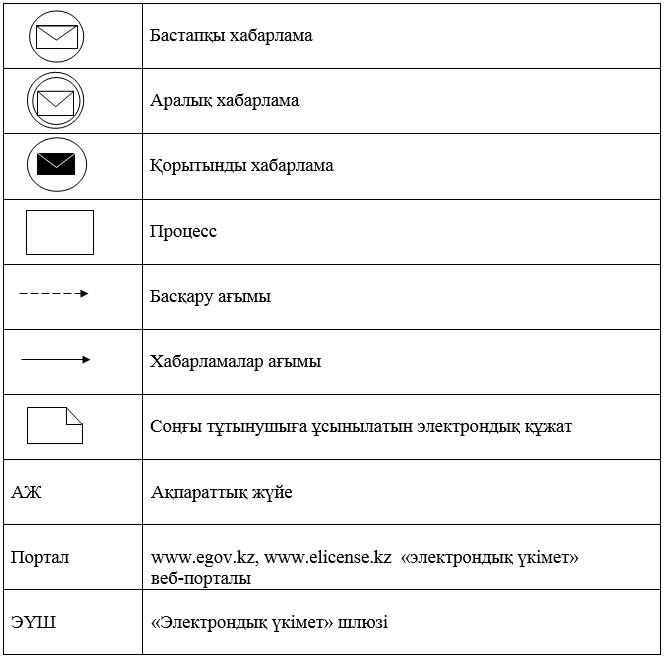 Бастапқы хабарлама
Аралық хабарлама
Қорытынды хабарлама
Процесс
Басқару ағымы
Хабарламалар ағымы
Соңғы тұтынушыға ұсынылатын электрондық құжат
АЖ Ақпараттық жүйе
Портал www.egov.kz, www.elicense.kz «электрондық үкімет»
веб-порталы
ЭҮШ «Электрондық үкімет» шлюзі